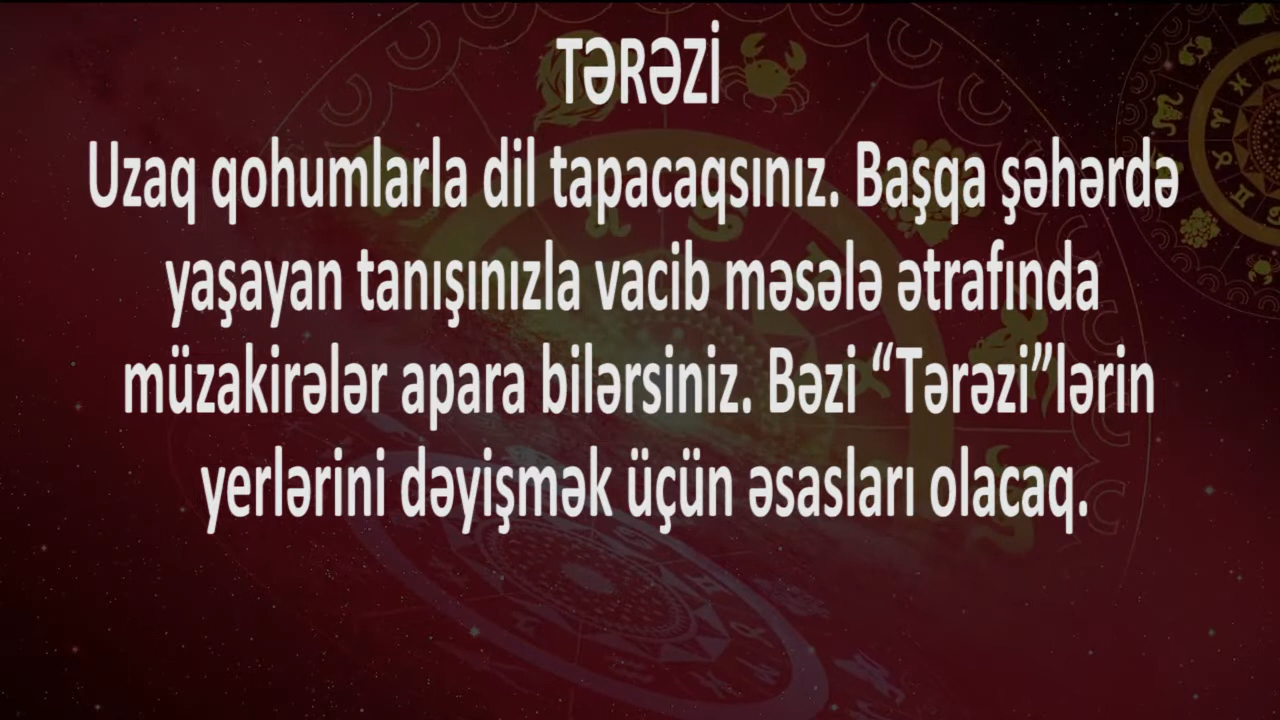 TƏRƏZİ
Uzaq qohumlarla dil tapacaqsınız. Başqa şəhərdə
yaşayan tanışınızla vacib məsələ ətrafında
müzakirələr apara bilərsiniz. Bəzi “Tərəzi”lərin
yerlərini dəyişmək üçün əsasları olacaq.